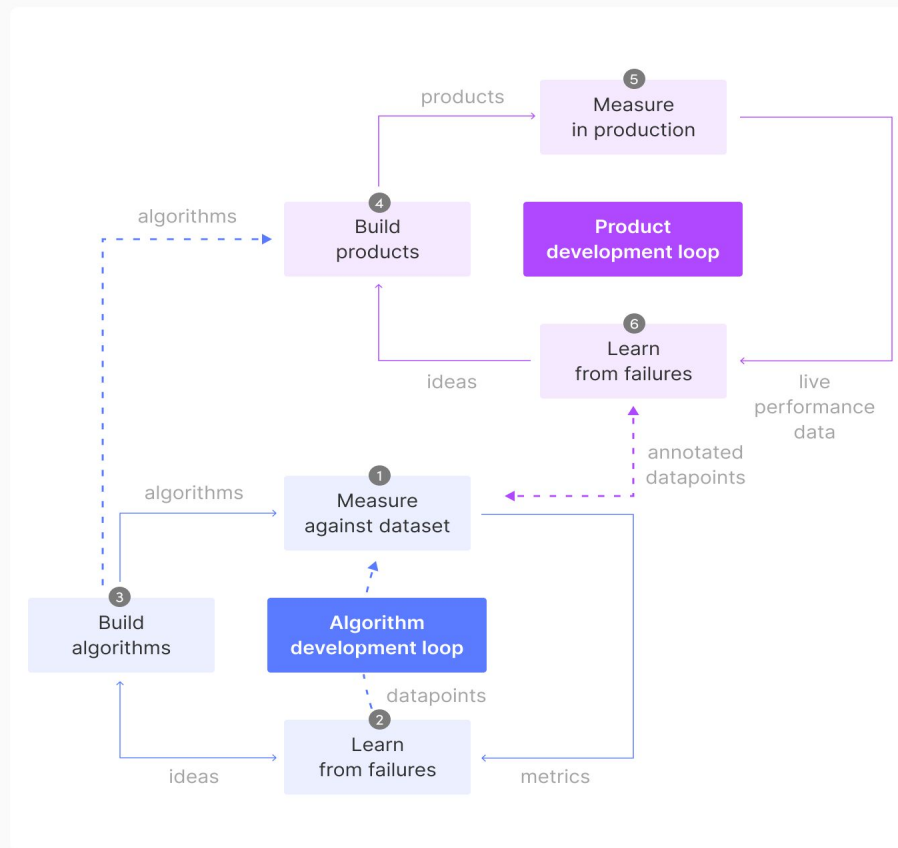 5
Measure
in production
products
4
Build
products
algorithms
Product
development loop
6
Learn
from failures
ideas
live
performance
data
annotated
datapoints
1
Measure
against dataset
algorithms
3
Build
algorithms
Algorithm
development loop
datapoints
2
Learn
from failures
ideas
metrics